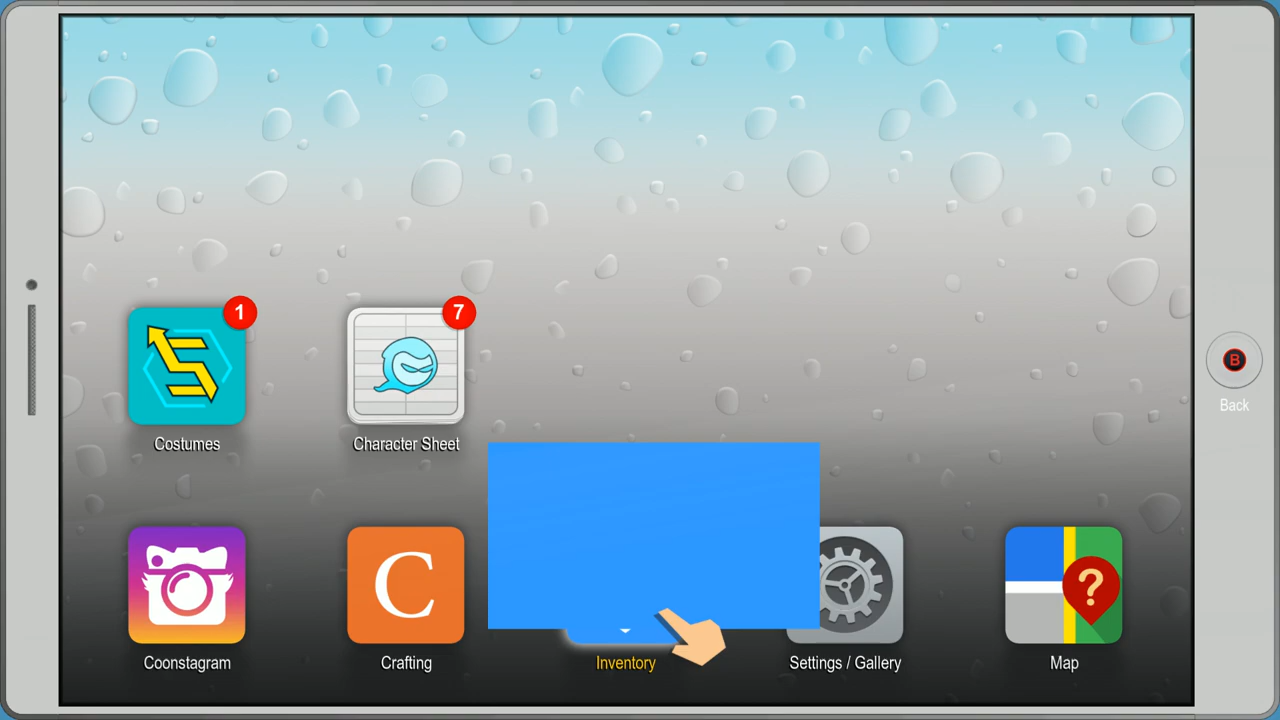 1
7
Costumes
Character Sheet
B
Back
C
?
Coonstagram
Crafting
Inventory
Settings / Gallery
Map